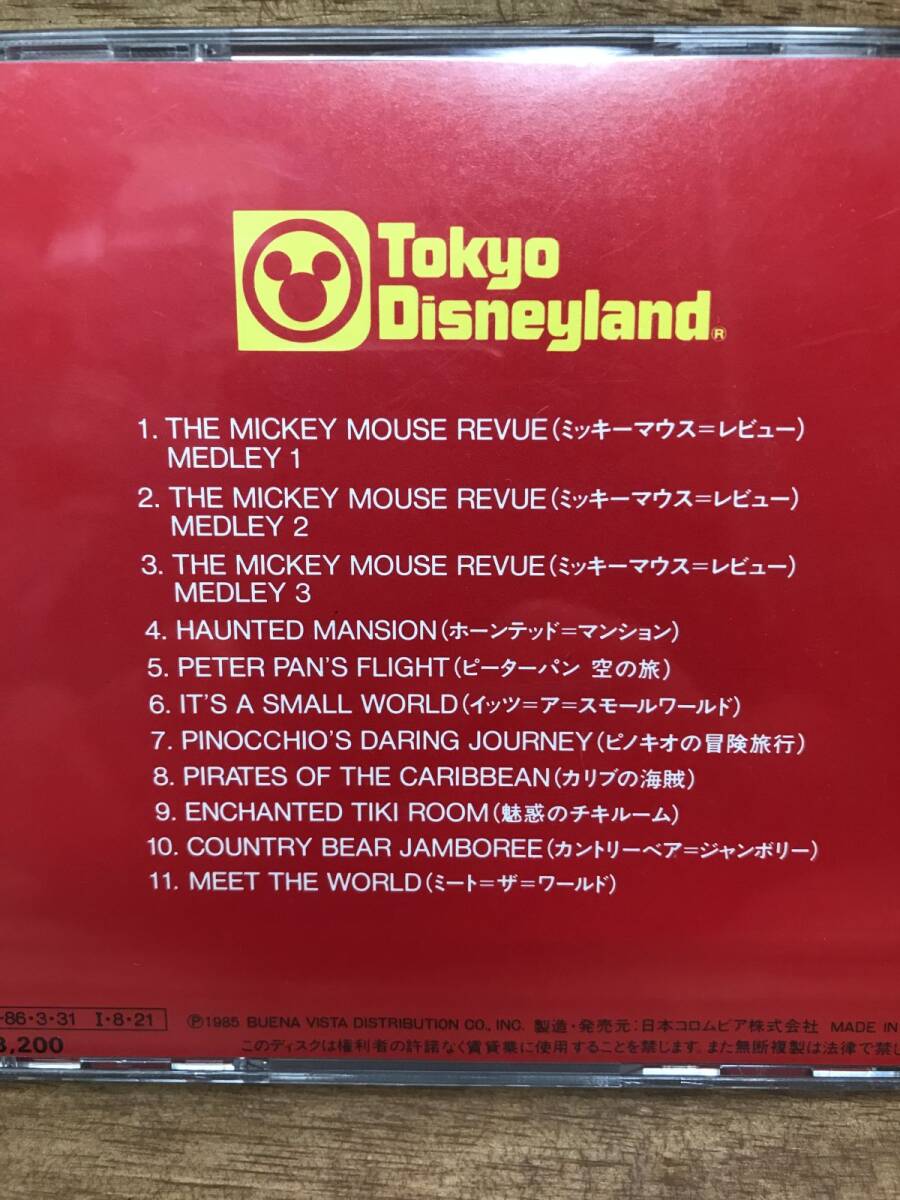 Tokyo
Disneyland®
1. THE MICKEY MOUSE REVUE(ミッキーマウス=レビュー)
MEDLEY 1
2. THE MICKEY MOUSE REVUE(ミッキーマウス=レビュー)
MEDLEY 2
3. THE MICKEY MOUSE REVUE(ミッキーマウス=レビュー)
MEDLEY 3
4. HAUNTED MANSION(ホーンテッド=マンション)
5. PETER PAN'S FLIGHT(ピーターパン 空の旅)
6. IT'S A SMALL WORLD(イッツ=ア=スモールワールド)
7. PINOCCHIO'S DARING JOURNEY(ピノキオの冒険旅行)
8. PIRATES OF THE CARIBBEAN(カリブの海賊)
9. ENCHANTED TIKI ROOM(魅惑のチキルーム)
10. COUNTRY BEAR JAMBOREE(カントリーベア=ジャンボリー)
11. MEET THE WORLD(ミート=ザ=ワールド)
-86・3・31 I・8・21 ℗1985 BUENA VISTA DISTRIBUTION CO., INC. 製造・発売元:日本コロムビア株式会社 MADE IN
3,200 このディスクは権利者の許諾なく賃貸業に使用することを禁じます。また無断複製は法律で禁じ